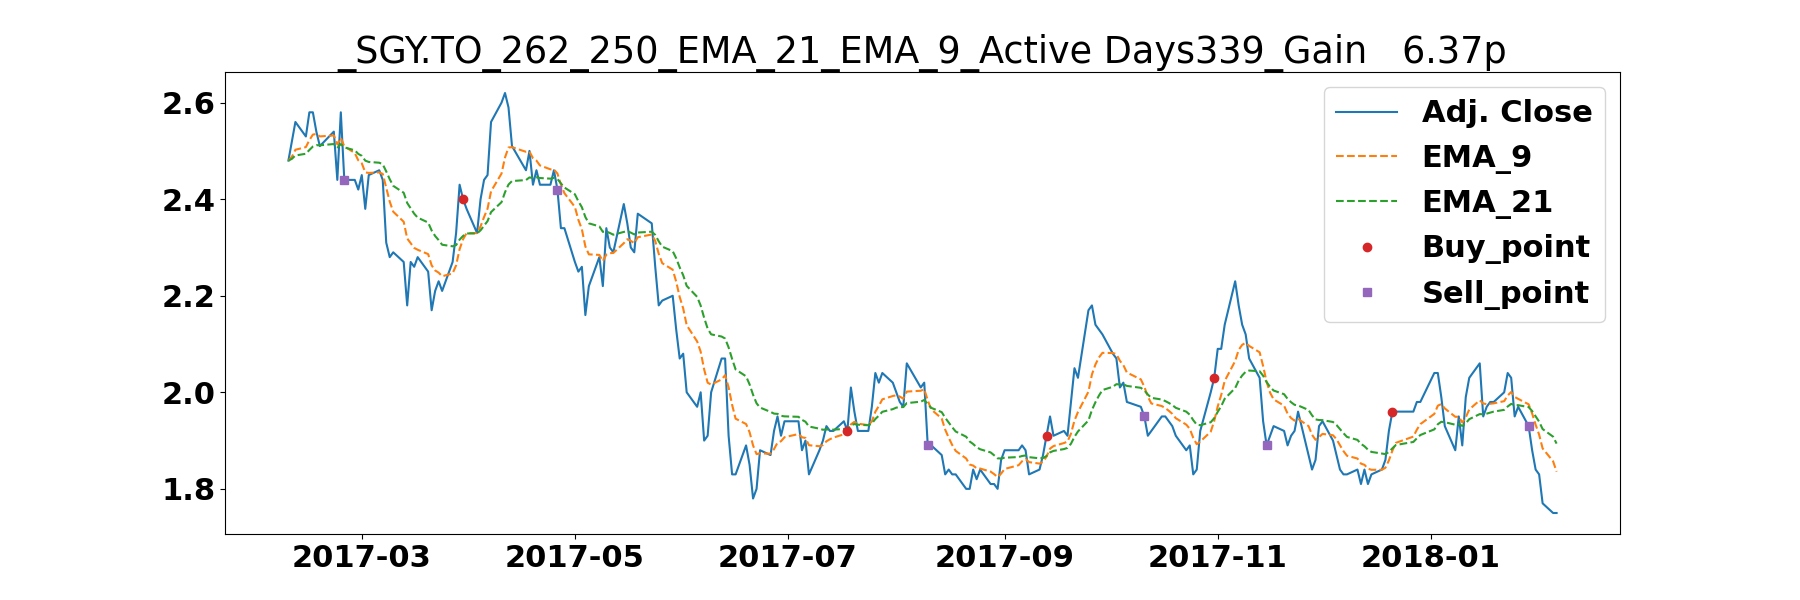 _SGY.TO_262_250_EMA_21_EMA_9_Active Days339_Gain   6.37p
2.6
2.4
2.2
2.0
1.8
Adj. Close
EMA_9
EMA_21
Buy_point
Sell_point
2017-03 2017-05 2017-07 2017-09 2017-11 2018-01